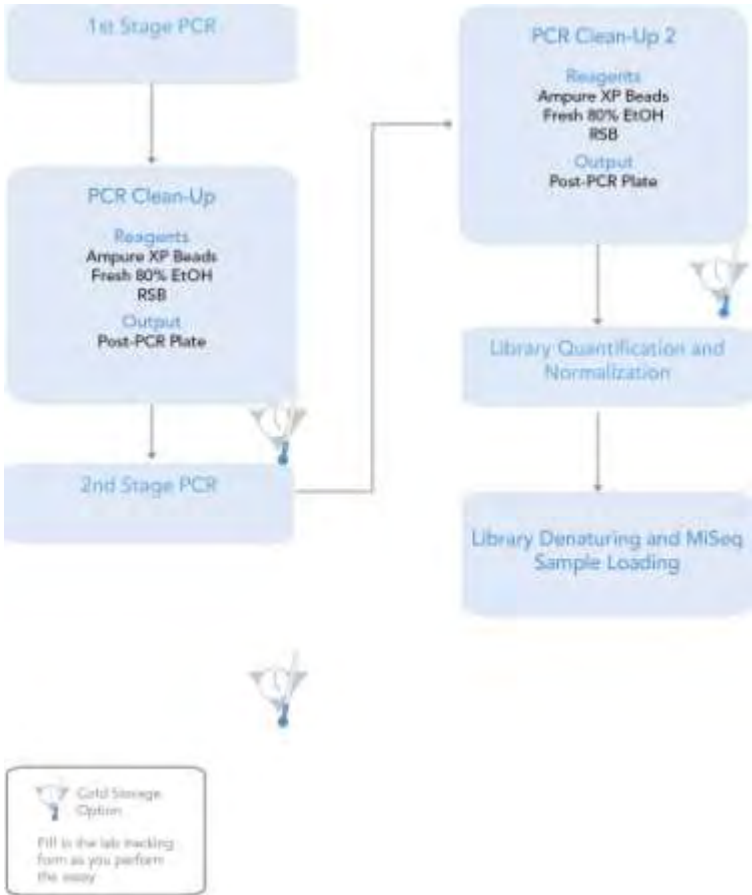 1st Stage PCR
PCR Clean-Up
Reagents
Ampure XP Beads
Fresh 80% EtOH
RSB
Output
Post-PCR Plate
2nd Stage PCR
PCR Clean-Up 2
Reagents
Ampure XP Beads
Fresh 80% EtOH
RSB
Output
Post-PCR Plate
Library Quantification and
Normalization
Library Denaturing and MiSeq
Sample Loading
Cold Storage
Option
Fill in the lab tracking
form as you perform
the assay